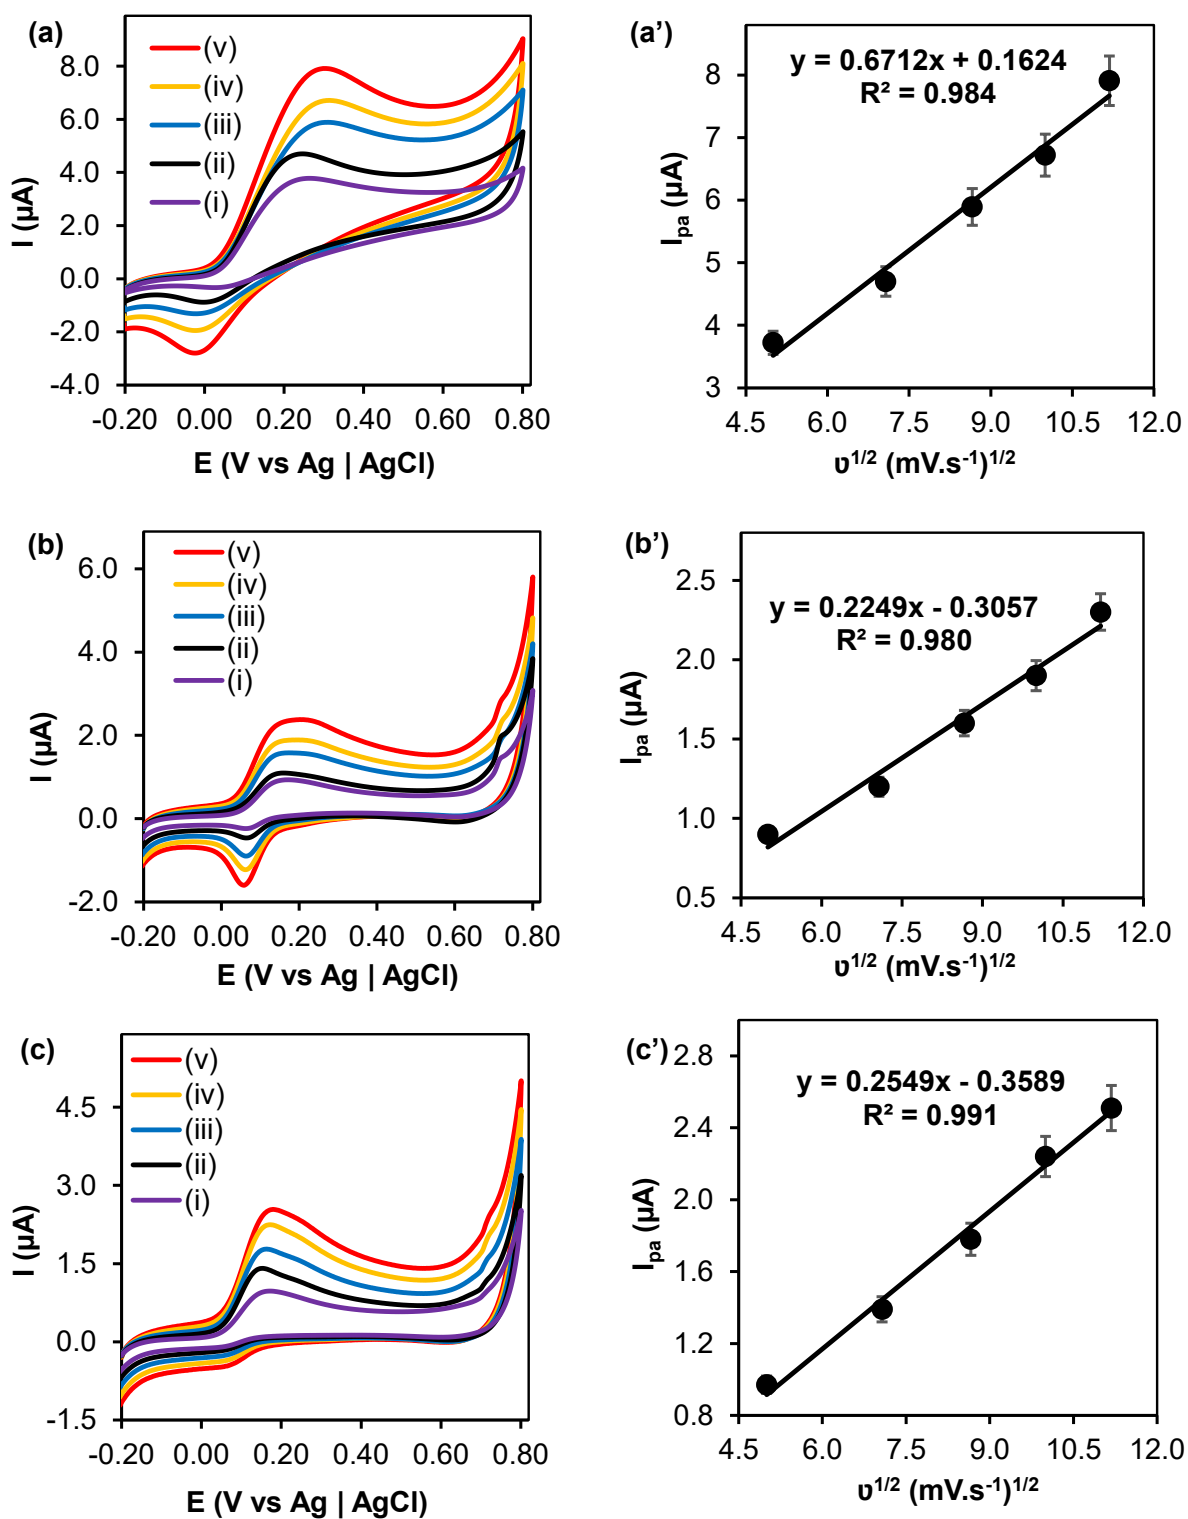 (a)
(v)
(iv)
(iii)
(ii)
(i)
8.0
6.0
4.0
2.0
0.0
-2.0
-4.0
I (µA)
-0.20 0.00 0.20 0.40 0.60 0.80
E (V vs Ag | AgCl)
(a')
y = 0.6712x + 0.1624
R² = 0.984
8
7
6
5
4
3
Ipa (µA)
4.5 6.0 7.5 9.0 10.5 12.0
ʋ1/2 (mV.s-1)1/2
(b)
(v)
(iv)
(iii)
(ii)
(i)
6.0
4.0
2.0
0.0
-2.0
I (µA)
-0.20 0.00 0.20 0.40 0.60 0.80
E (V vs Ag | AgCl)
(b')
y = 0.2249x - 0.3057
R² = 0.980
2.5
2.0
1.5
1.0
0.5
Ipa (µA)
4.5 6.0 7.5 9.0 10.5 12.0
ʋ1/2 (mV.s-1)1/2
(c)
(v)
(iv)
(iii)
(ii)
(i)
4.5
3.0
1.5
0.0
-1.5
I (µA)
-0.20 0.00 0.20 0.40 0.60 0.80
E (V vs Ag | AgCl)
(c')
y = 0.2549x - 0.3589
R² = 0.991
2.8
2.4
2.0
1.6
1.2
0.8
Ipa (µA)
4.5 6.0 7.5 9.0 10.5 12.0
ʋ1/2 (mV.s-1)1/2